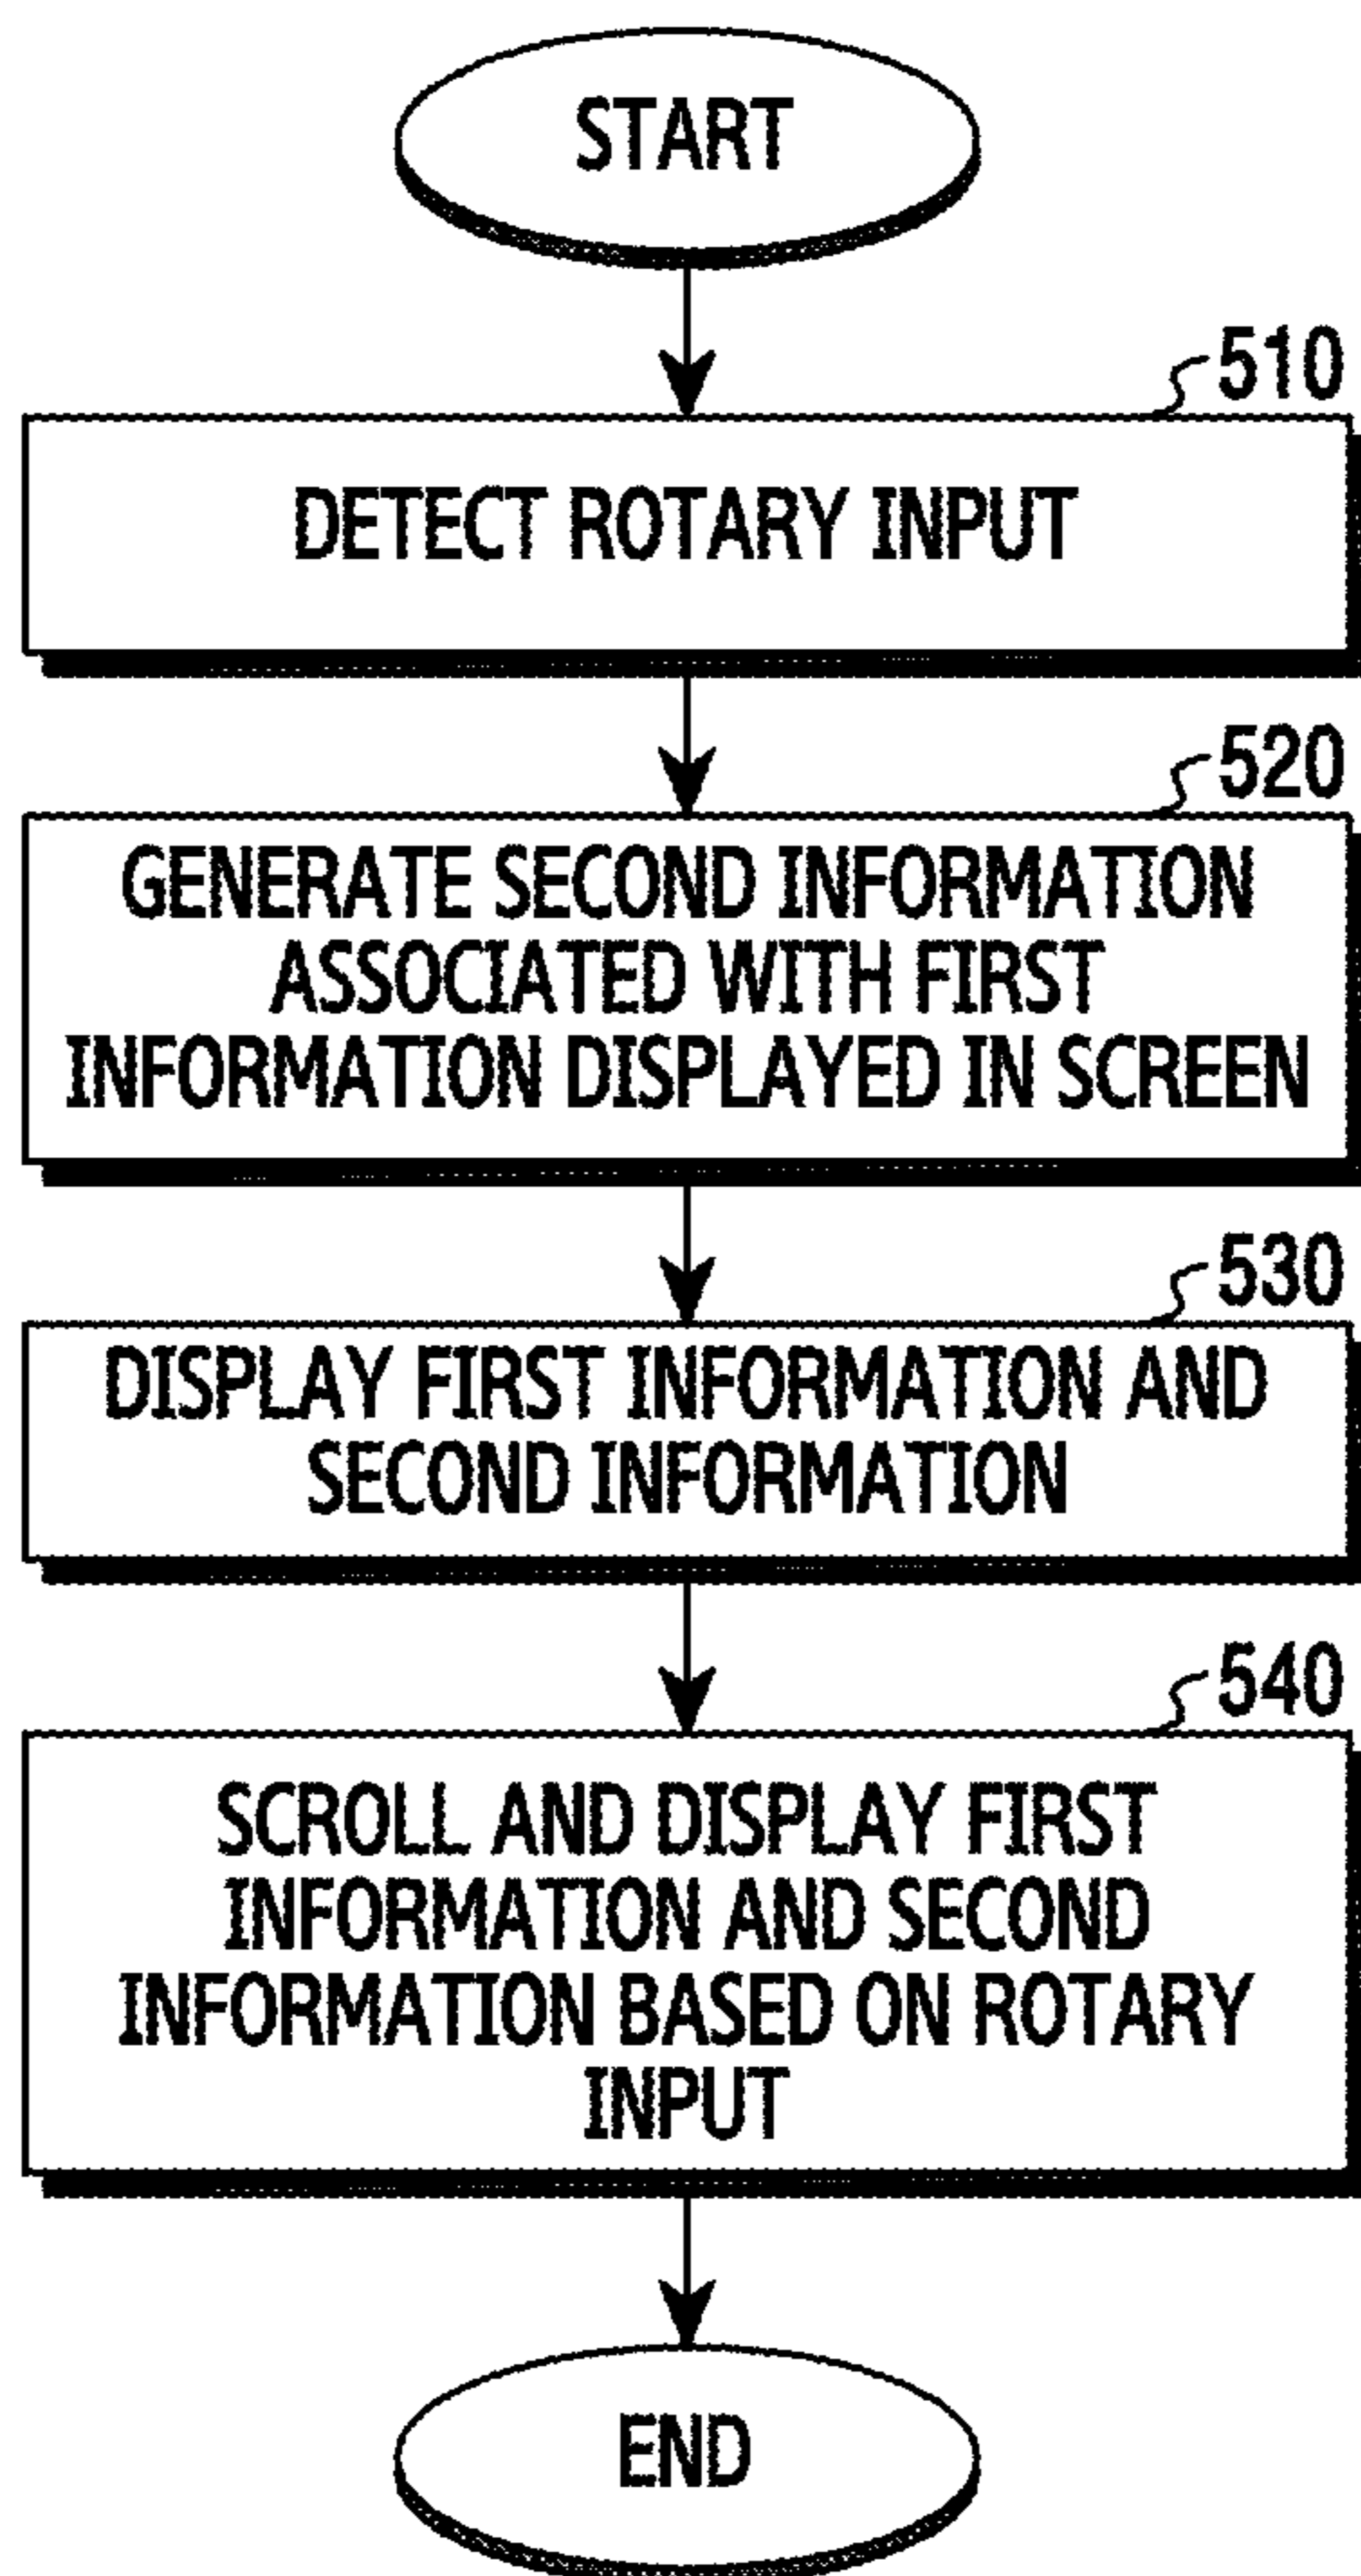 START
510
DETECT ROTARY INPUT
520
GENERATE SECOND INFORMATION
ASSOCIATED WITH FIRST
INFORMATION DISPLAYED IN SCREEN
530
DISPLAY FIRST INFORMATION AND
SECOND INFORMATION
540
SCROLL AND DISPLAY FIRST
INFORMATION AND SECOND
INFORMATION BASED ON ROTARY
INPUT
END